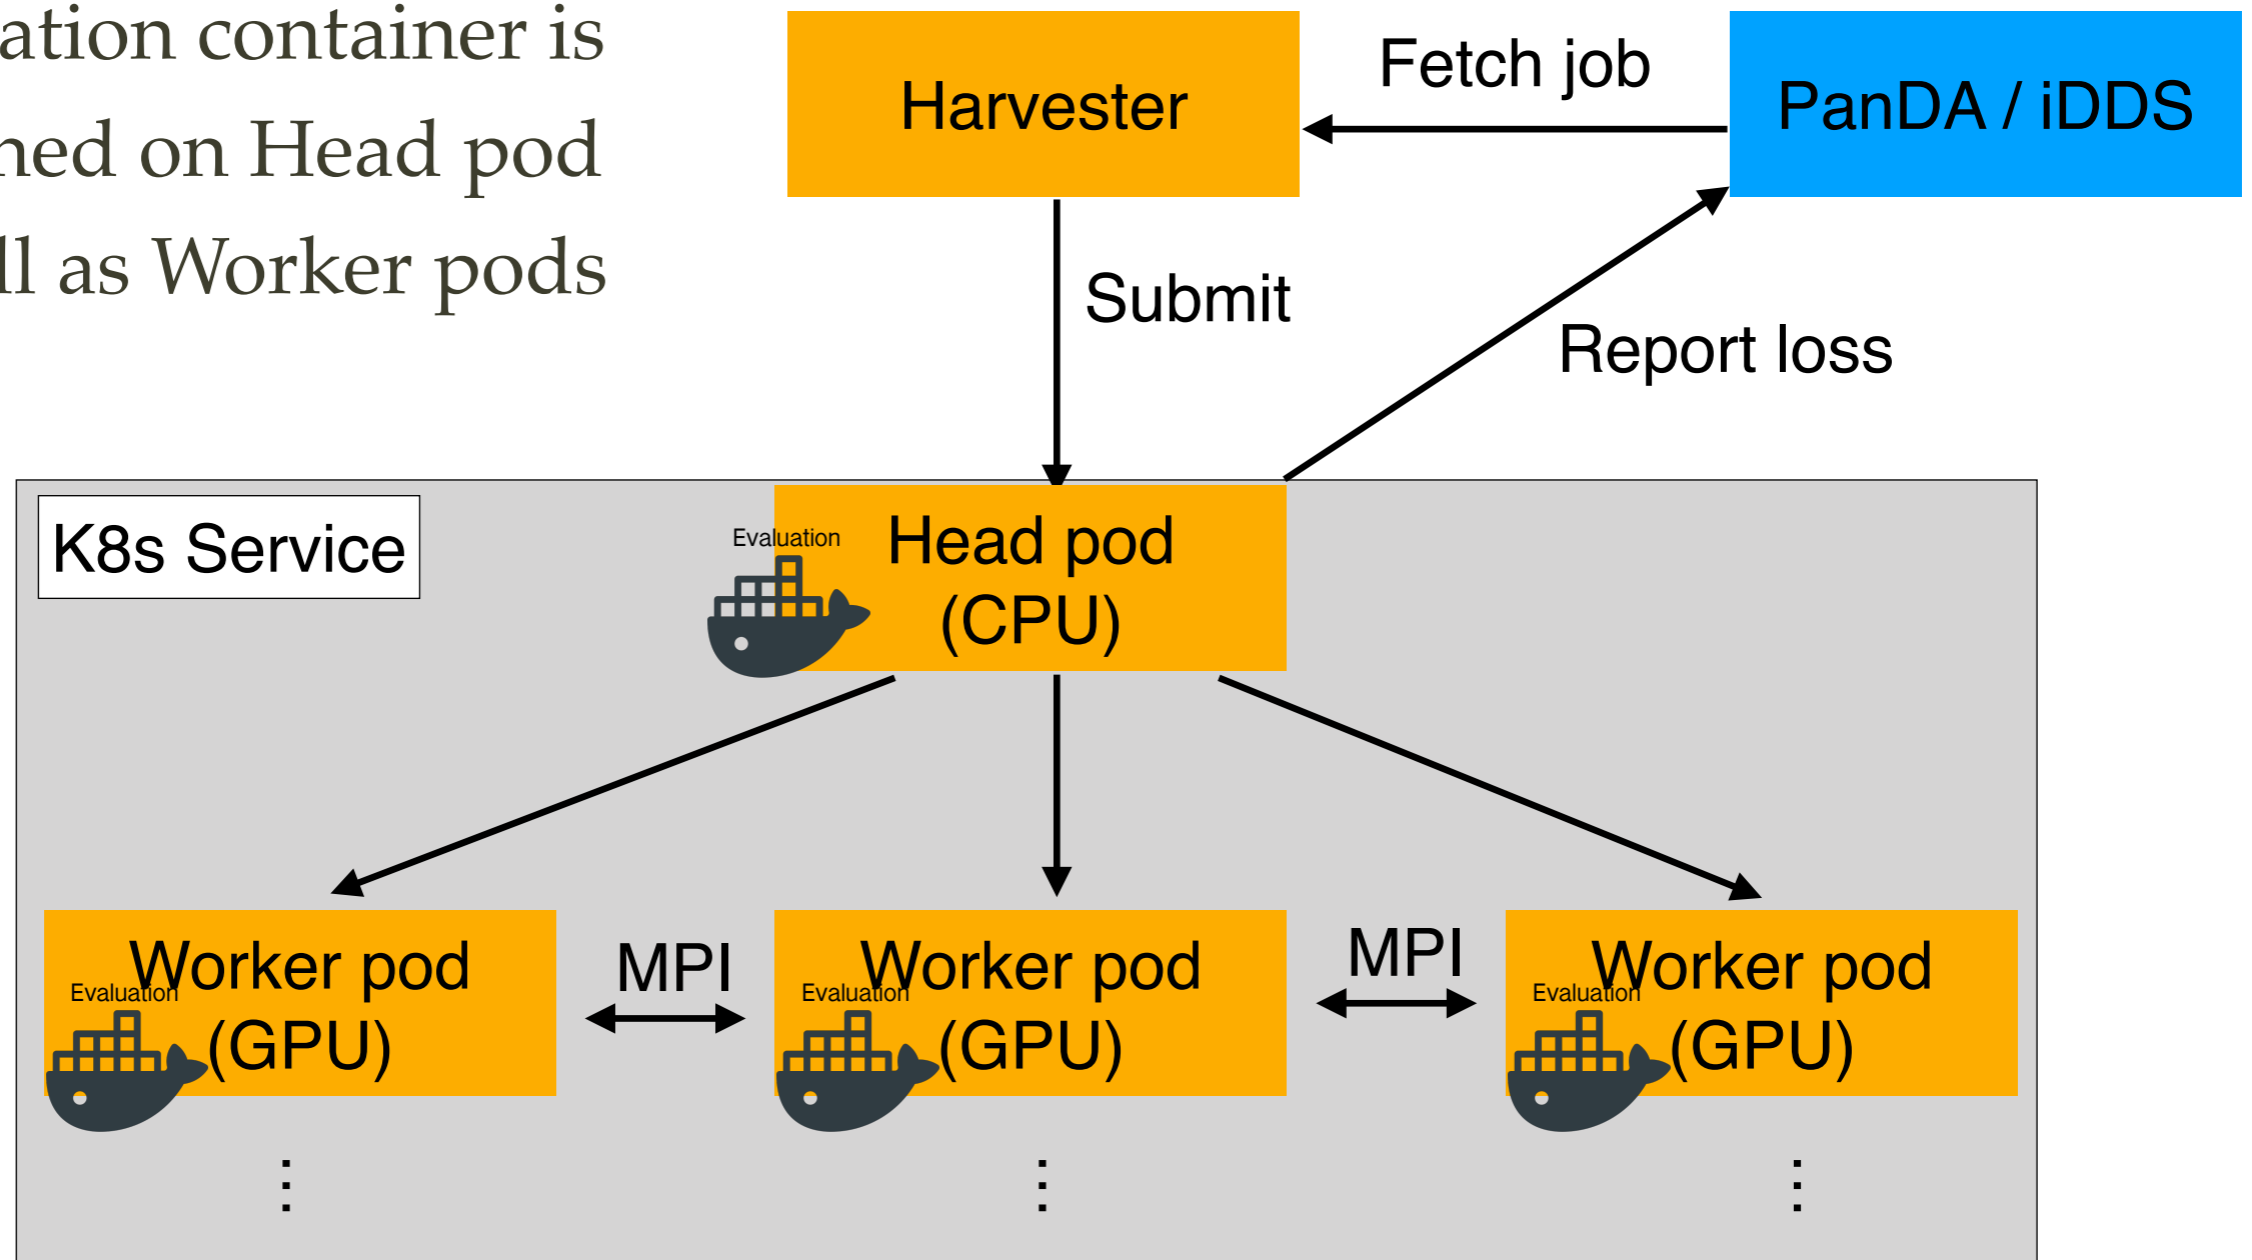 ation container is
ned on Head pod
ll as Worker pods
Harvester
Fetch job
PanDA / iDDS
Submit
Report loss
K8s Service
Evaluation
Head pod
(CPU)
Worker pod
Evaluation
(GPU)
MPI
Worker pod
Evaluation
(GPU)
MPI
Worker pod
Evaluation
(GPU)